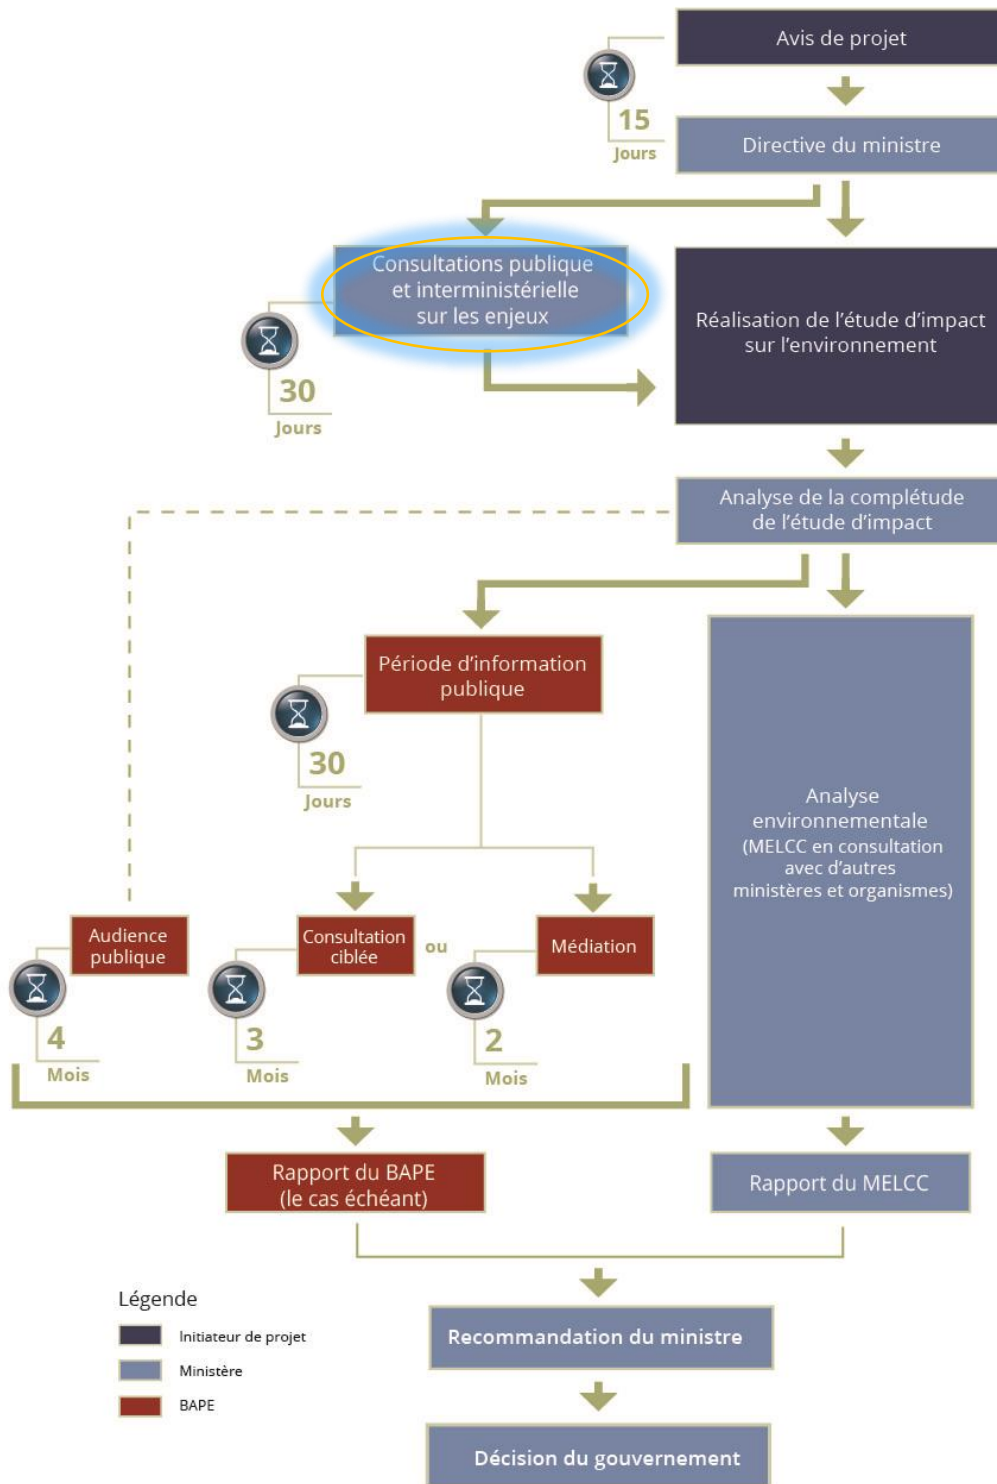 Avis de projet
15
Jours
Directive du ministre
Consultations publique
et interministérielle
sur les enjeux
30
Jours
Réalisation de l'étude d'impact
sur l'environnement
Analyse de la complétude
de l'étude d'impact
Période d'information
publique
30
Jours
Analyse
environnementale
(MELCC en consultation
avec d'autres
ministères et organismes)
Audience
publique
4
Mois
Consultation
ciblée
3
Mois
ou
Médiation
2
Mois
Rapport du BAPE
(le cas échéant)
Rapport du MELCC
Légende
Initiateur de projet
Ministère
BAPE
Recommandation du ministre
Décision du gouvernement